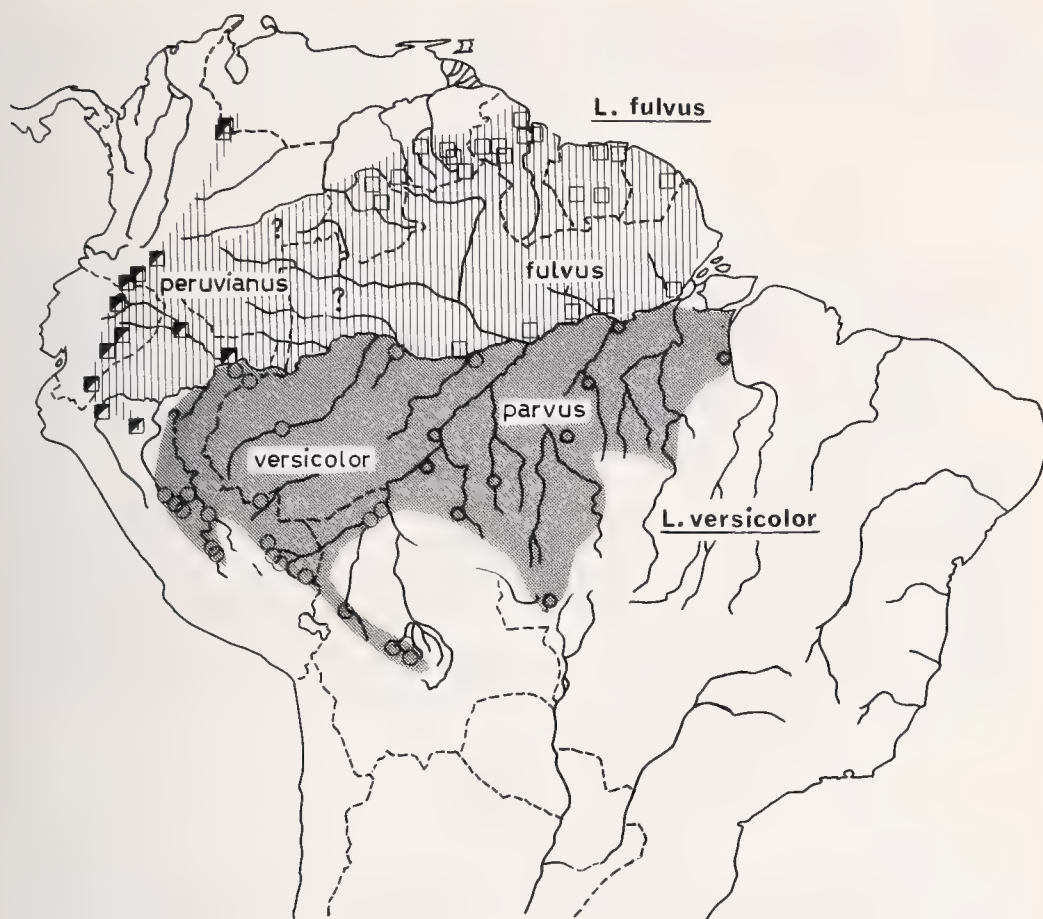 L. fulvus
?
peruvianus
fulvus
?
parvus
versicolor
L. versicolor